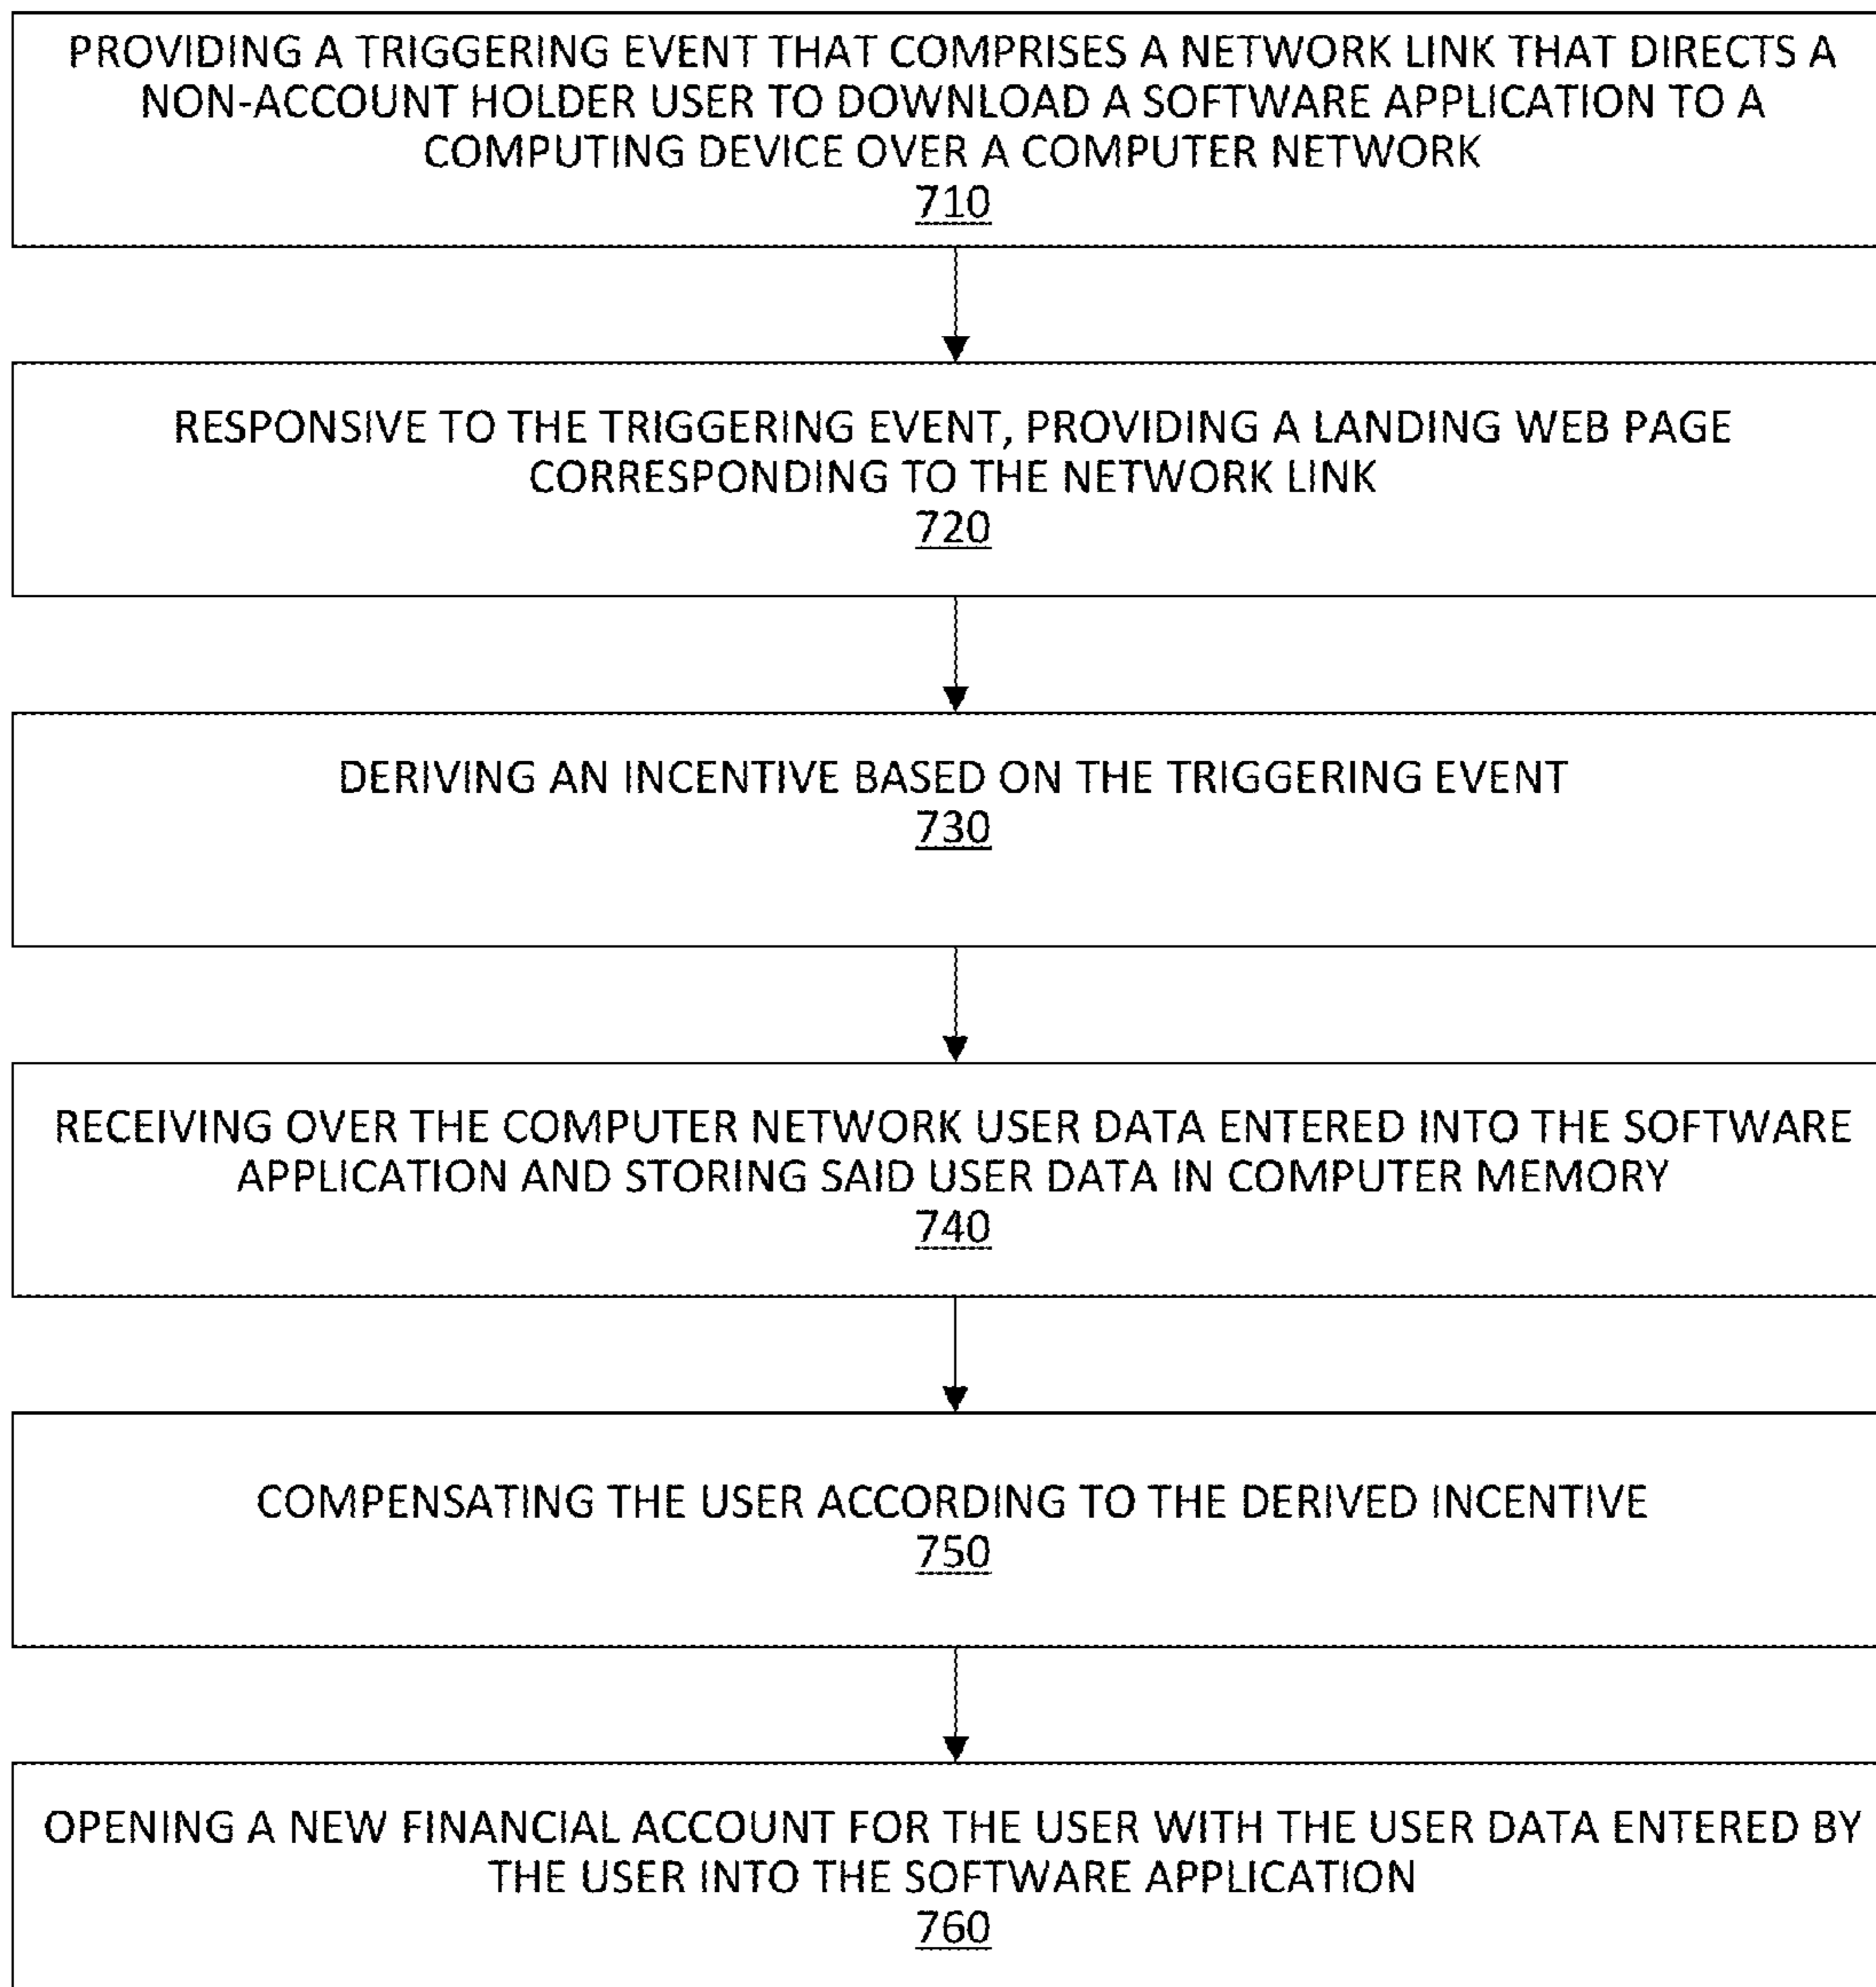 PROVIDING A TRIGGERING EVENT THAT COMPRISES A NETWORK LINK THAT DIRECTS A
NON-ACCOUNT HOLDER USER TO DOWNLOAD A SOFTWARE APPLICATION TO A
COMPUTING DEVICE OVER A COMPUTER NETWORK
710
RESPONSIVE TO THE TRIGGERING EVENT, PROVIDING A LANDING WEB PAGE
CORRESPONDING TO THE NETWORK LINK
720
DERIVING AN INCENTIVE BASED ON THE TRIGGERING EVENT
730
RECEIVING OVER THE COMPUTER NETWORK USER DATA ENTERED INTO THE SOFTWARE
APPLICATION AND STORING SAID USER DATA IN COMPUTER MEMORY
740
COMPENSATING THE USER ACCORDING TO THE DERIVED INCENTIVE
750
OPENING A NEW FINANCIAL ACCOUNT FOR THE USER WITH THE USER DATA ENTERED BY
THE USER INTO THE SOFTWARE APPLICATION
760